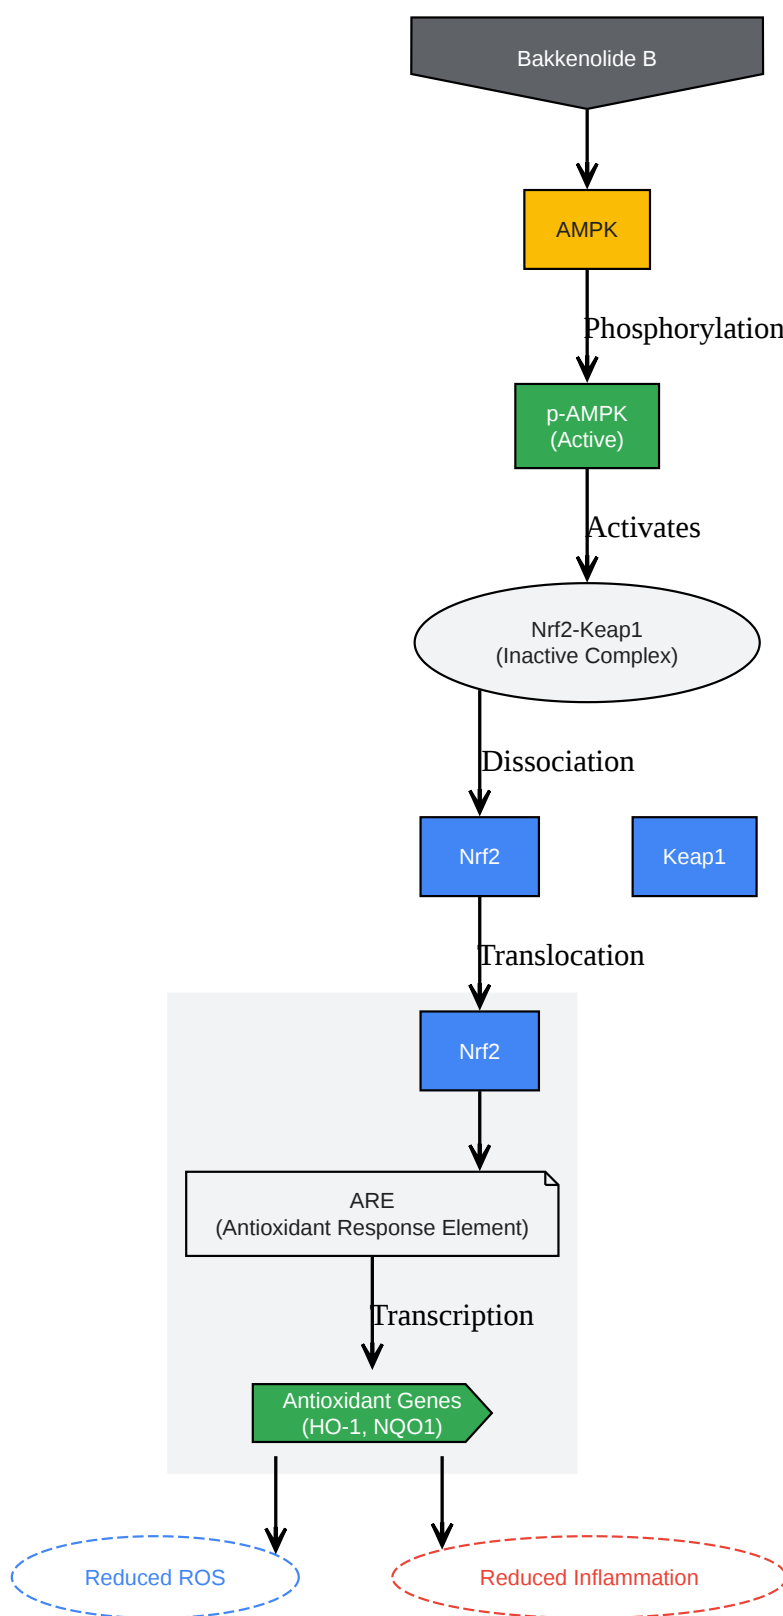 Bakkenolide B
AMPK
Phosphorylation
p-AMPK
(Active)
Activates
Nrf2-Keap1
(Inactive Complex)
Dissociation
Nrf2
Keap1
Translocation
Nrf2
ARE
(Antioxidant Response Element)
Transcription
Antioxidant Genes
(HO-1, NQO1)
Reduced ROS
Reduced Inflammation